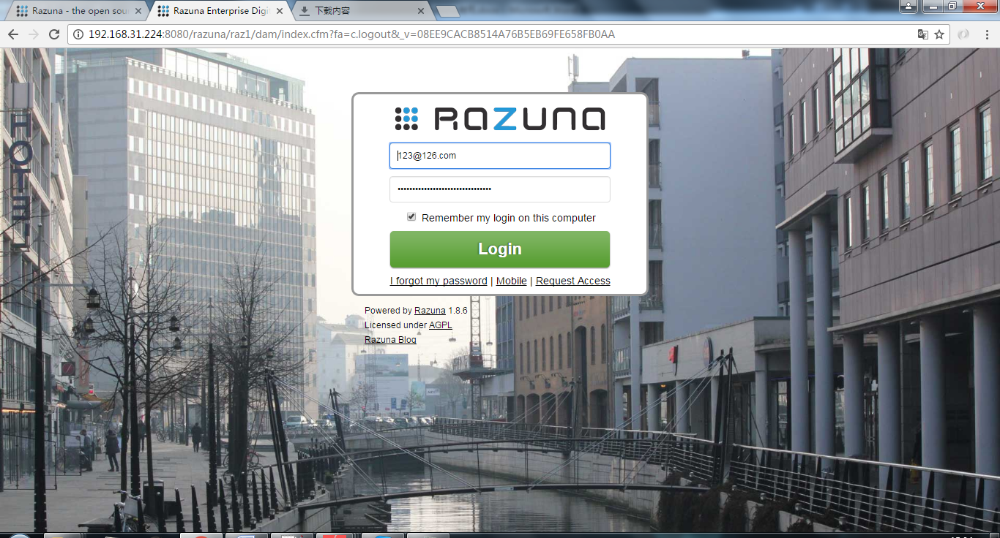 Razuna - the open sou
Razuna Enterprise Digi
下载内容
192.168.31.224:8080/razuna/raz1/dam/index.cfm?fa=c.logout&_v=08EE9CACB8514A76B5EB69FE658FB0AA
HOTEL
RAZUNA
123@126.com
Remember my login on this computer
Login
I forgot my password | Mobile | Request Access
Powered by Razuna 1.8.6
Licensed under AGPL
Razuna Blog